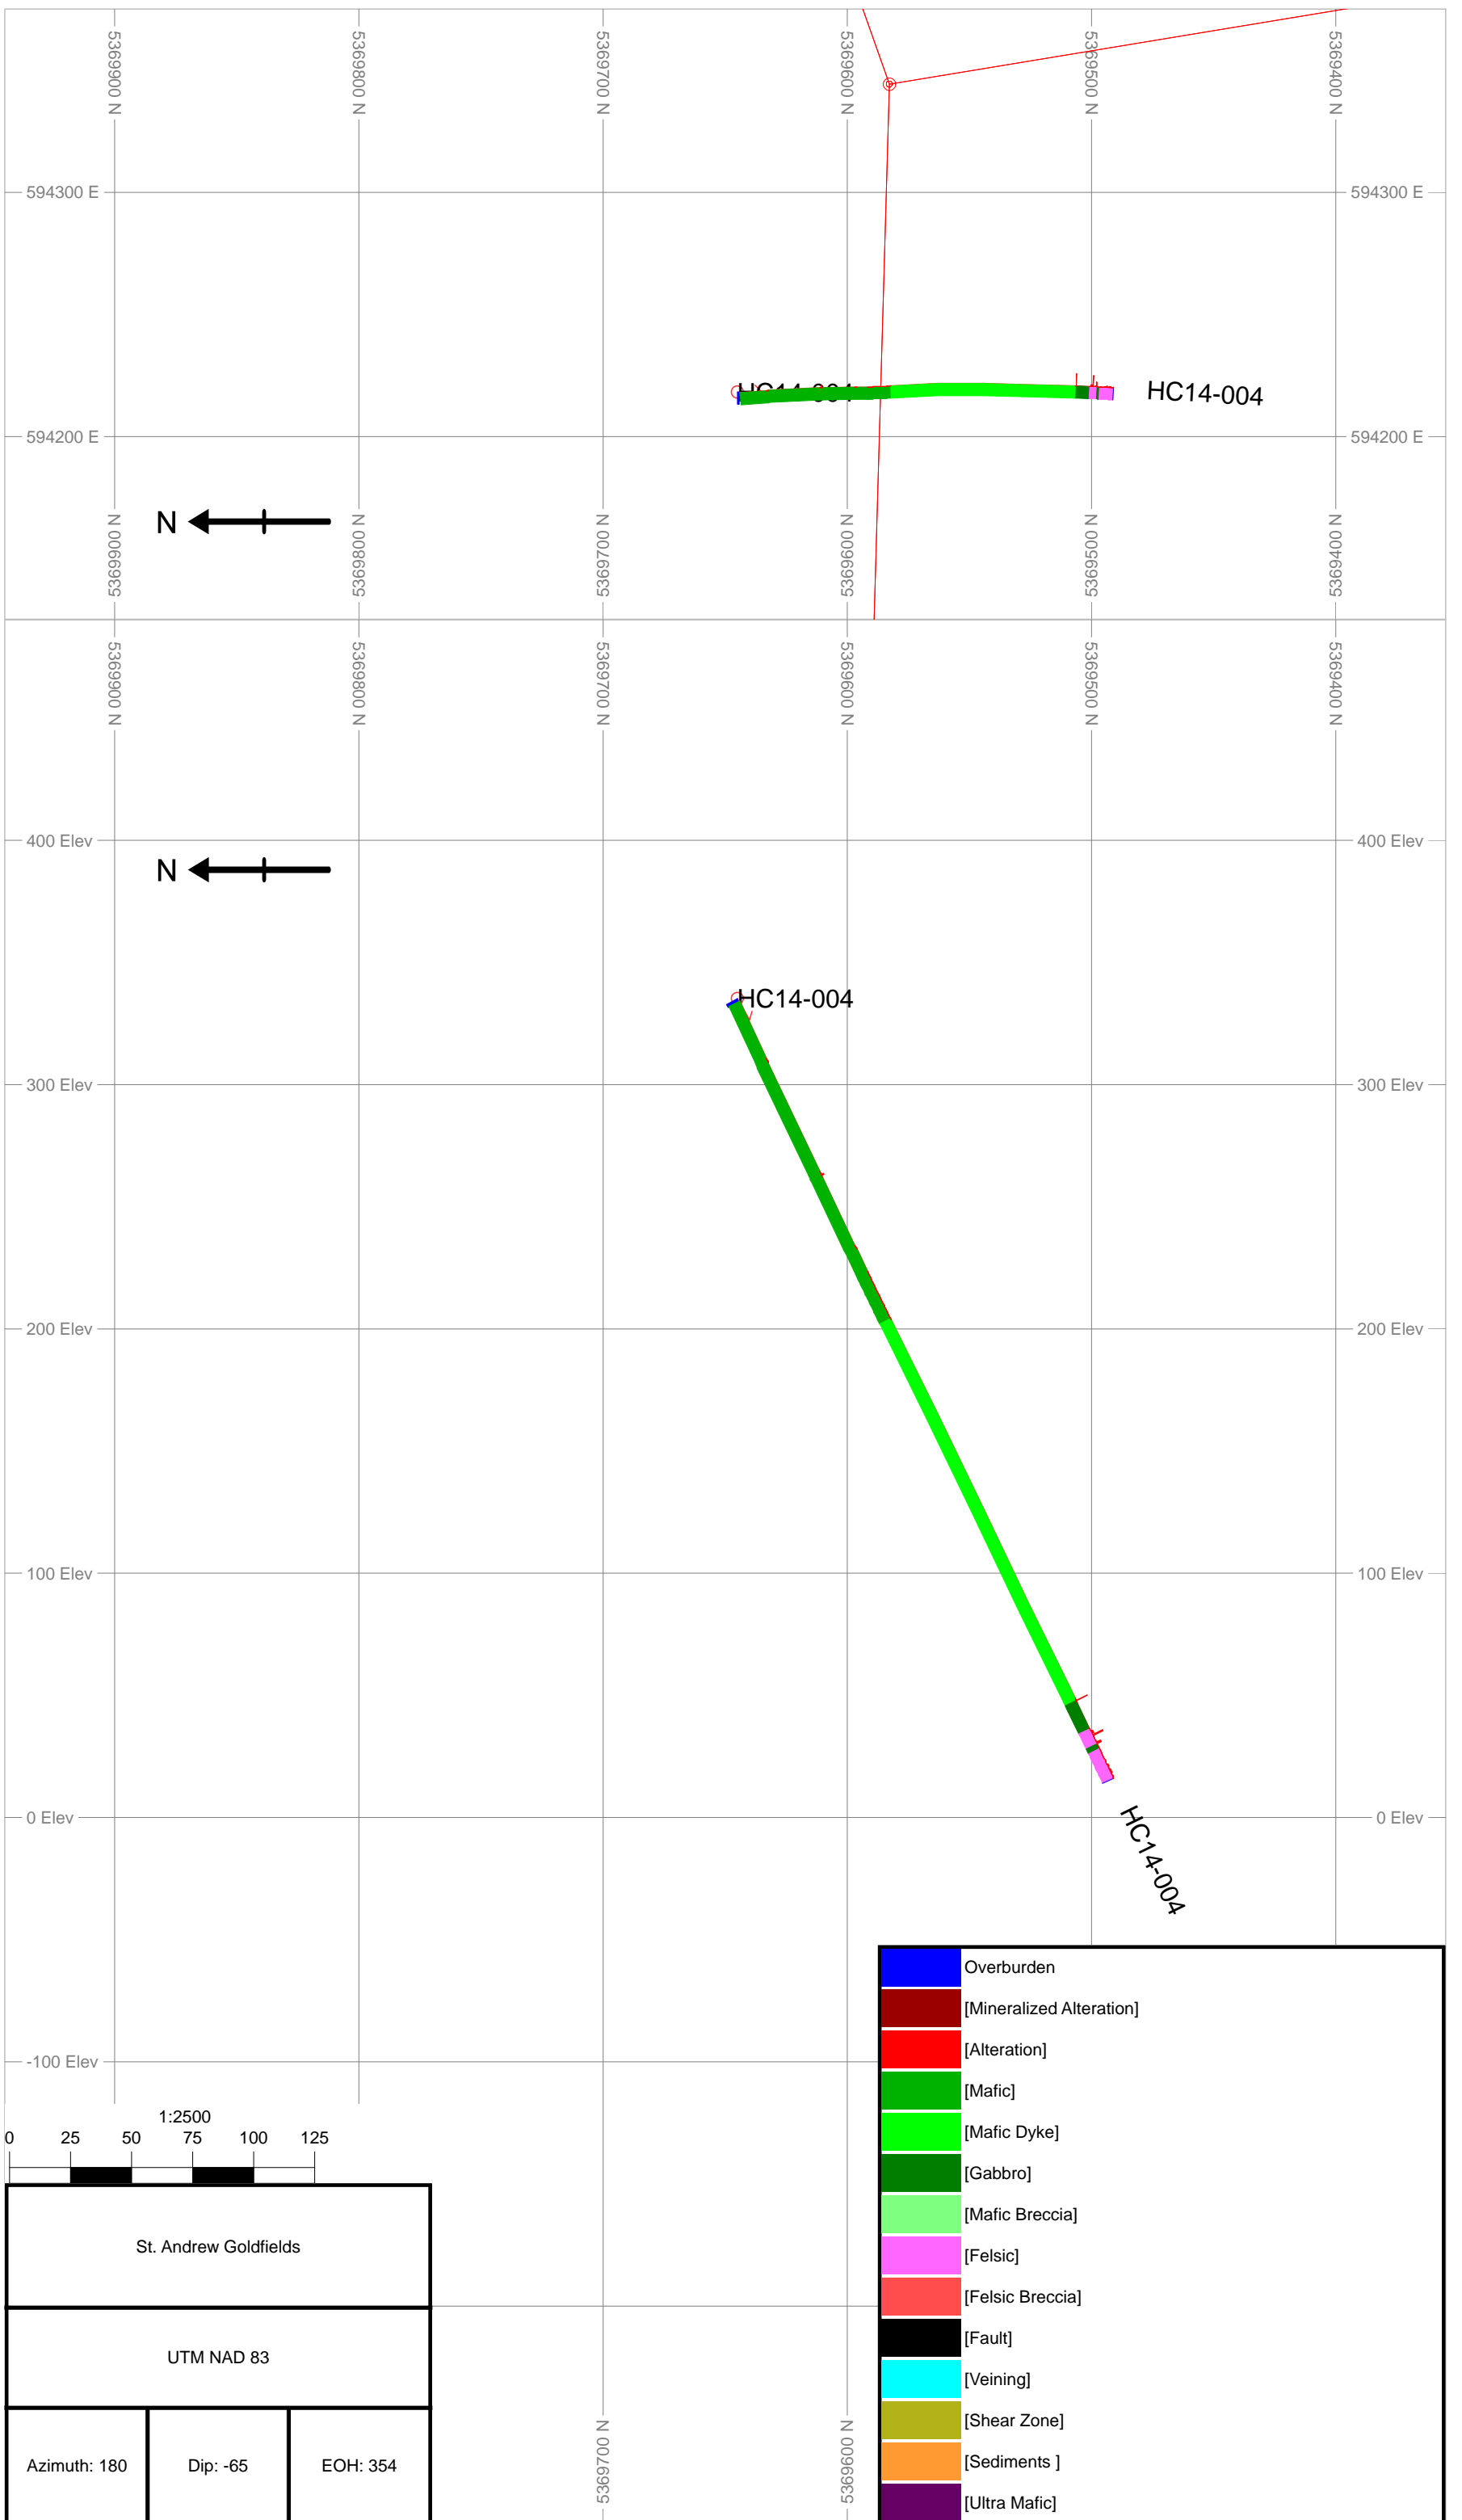 5369900 N
5369800 N
5369700 N
5369600 N
5369500 N
5369400 N
594300 E
594300 E
HC14-004
HC14-004
594200 E
594200 E
N
5369900 N
5369800 N
5369700 N
5369600 N
5369500 N
5369400 N
5369900 N
5369800 N
5369700 N
5369600 N
5369500 N
5369400 N
400 Elev
400 Elev
N
HC14-004
300 Elev
300 Elev
200 Elev
200 Elev
100 Elev
100 Elev
0 Elev
0 Elev
HC14-004
-100 Elev
1:2500
0 25 50 75 100 125
St. Andrew Goldfields
UTM NAD 83
Azimuth: 180
Dip: -65
EOH: 354
5369700 N
5369600 N
Overburden
[Mineralized Alteration]
[Alteration]
[Mafic]
[Mafic Dyke]
[Gabbro]
[Mafic Breccia]
[Felsic]
[Felsic Breccia]
[Fault]
[Veining]
[Shear Zone]
[Sediments ]
[Ultra Mafic]